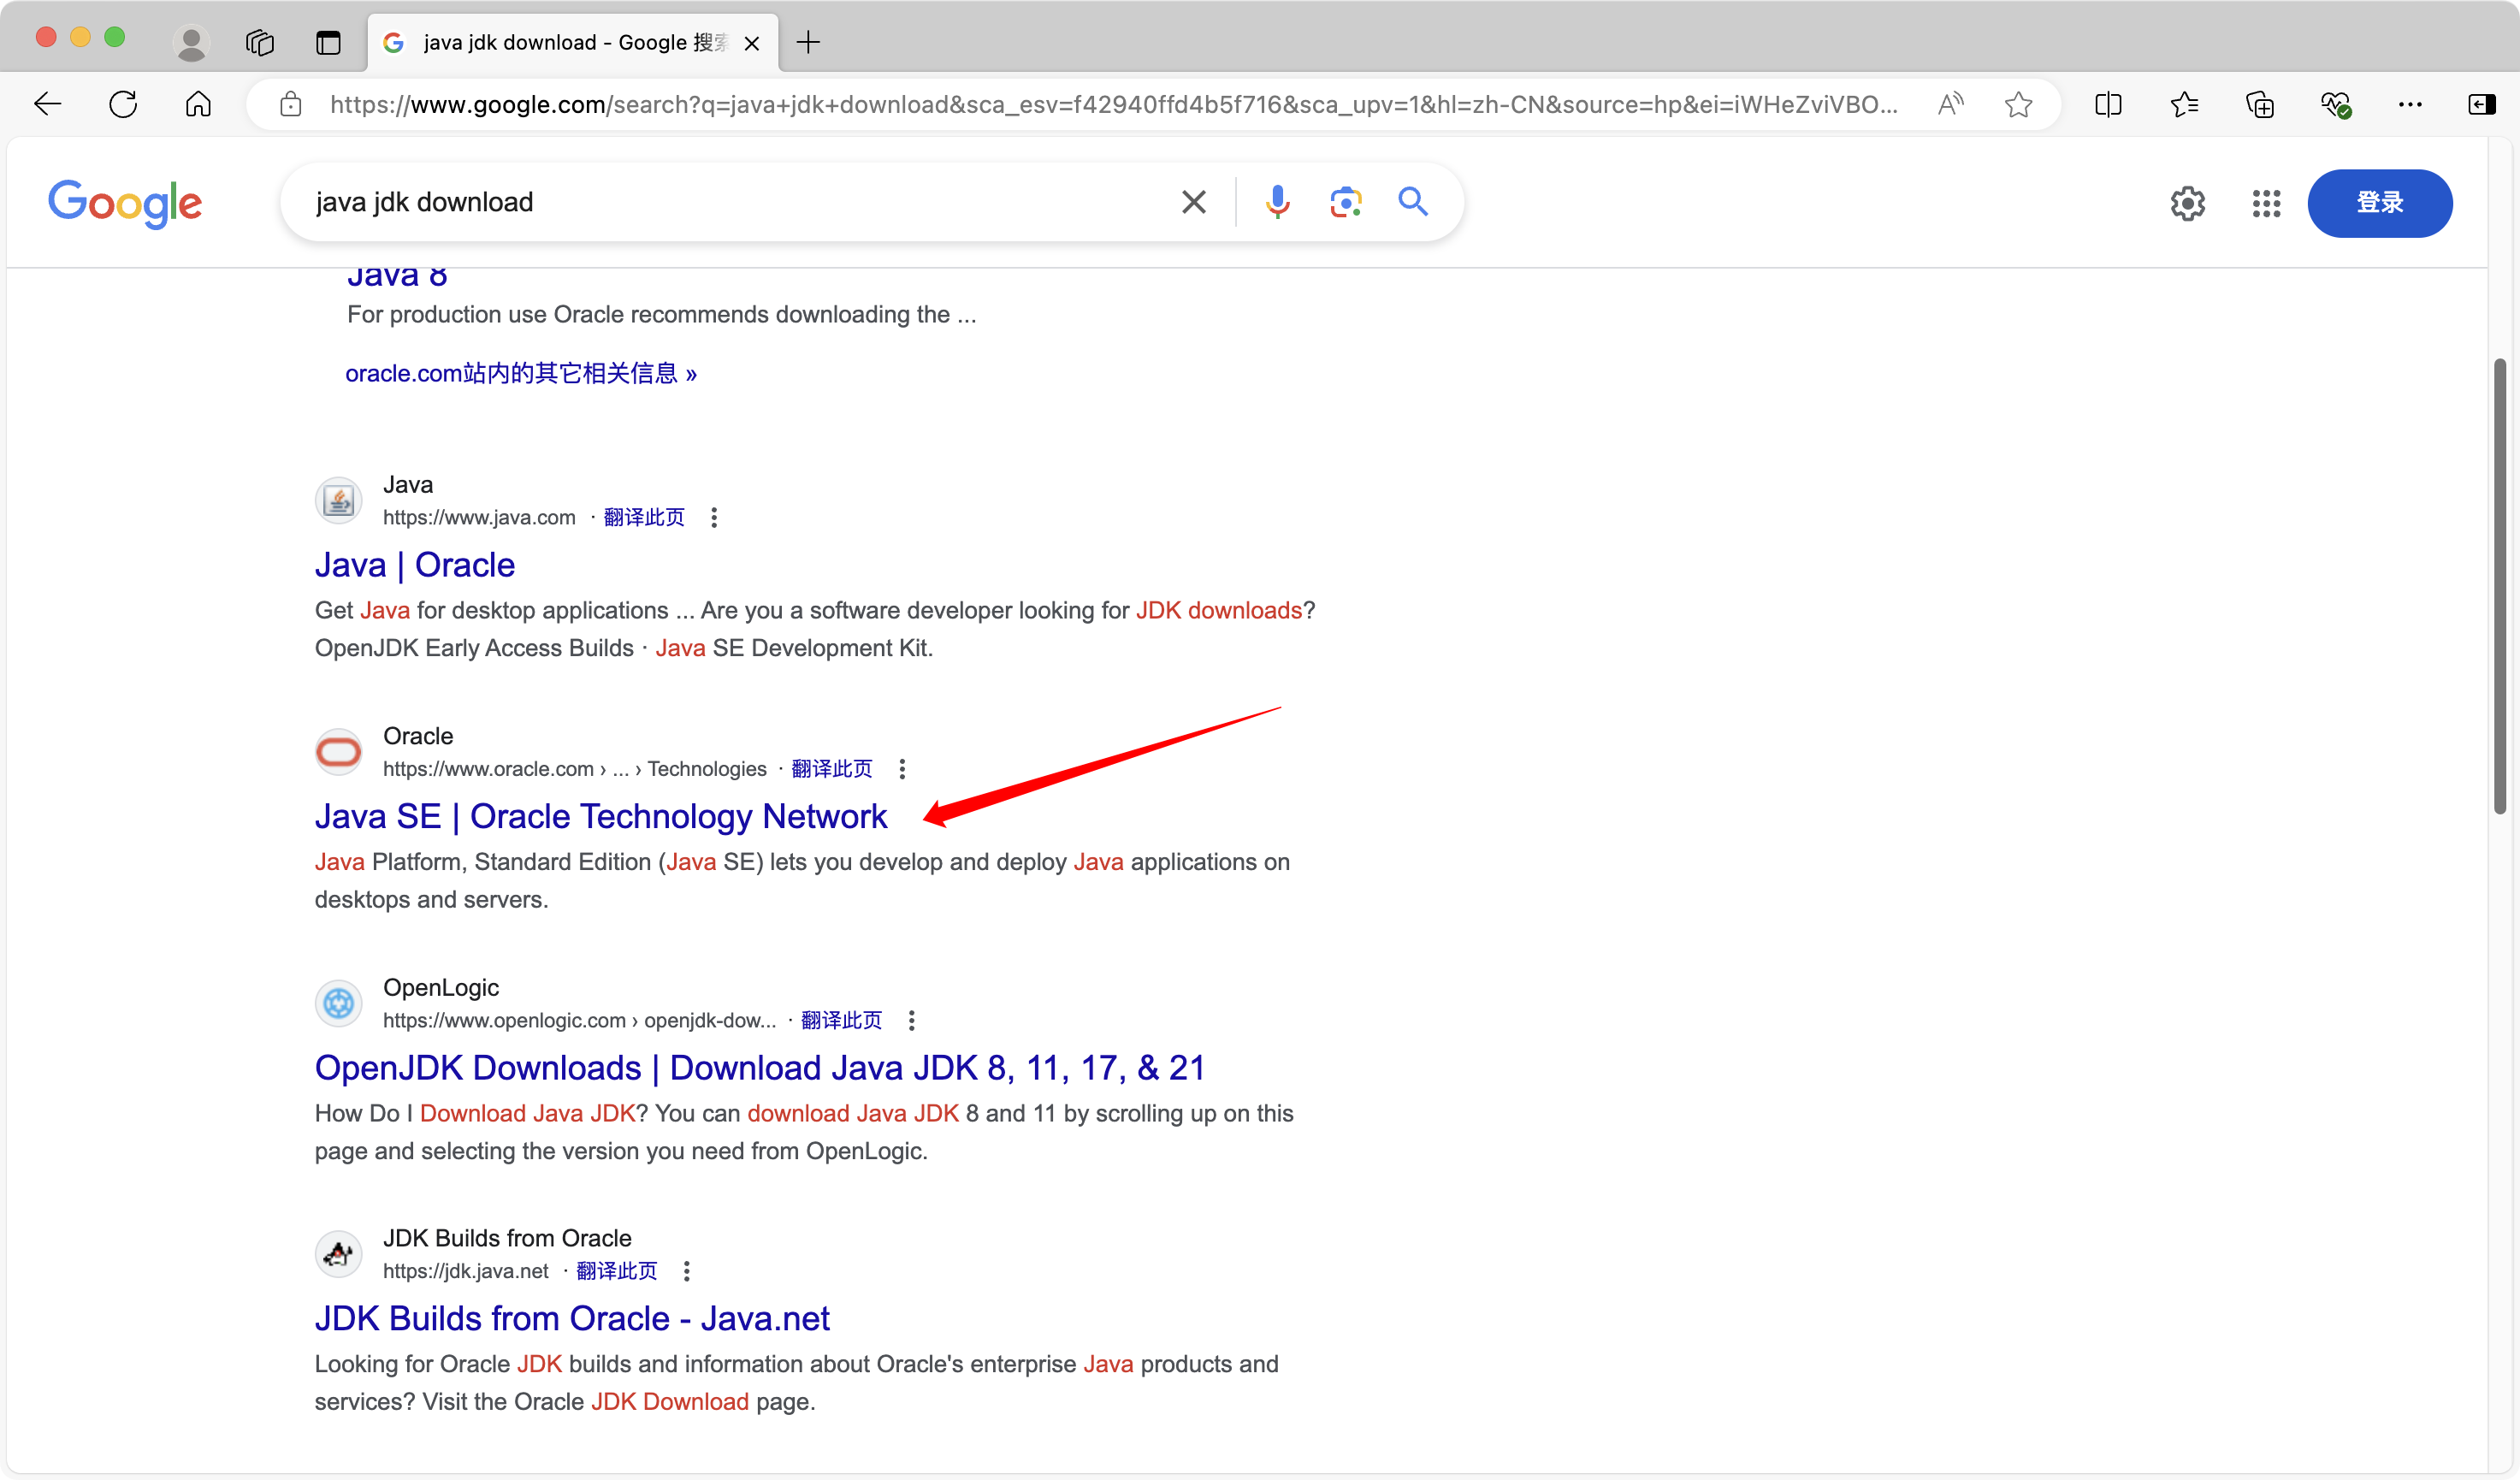 java jdk download - Google 搜索
https://www.google.com/search?q=java+jdk+download&sca_esv=f42940ffd4b5f716&sca_upv=1&hl=zh-CN&source=hp&ei=iWHeZviVBO...
Google
java jdk download
登录
Java 8
For production use Oracle recommends downloading the ...
oracle.com站内的其它相关信息 »
Java
https://www.java.com · 翻译此页
Java | Oracle
Get Java for desktop applications ... Are you a software developer looking for JDK downloads?
OpenJDK Early Access Builds · Java SE Development Kit.
Oracle
https://www.oracle.com › ... › Technologies · 翻译此页
Java SE | Oracle Technology Network
Java Platform, Standard Edition (Java SE) lets you develop and deploy Java applications on
desktops and servers.
OpenLogic
https://www.openlogic.com › openjdk-dow... · 翻译此页
OpenJDK Downloads | Download Java JDK 8, 11, 17, & 21
How Do I Download Java JDK? You can download Java JDK 8 and 11 by scrolling up on this
page and selecting the version you need from OpenLogic.
JDK Builds from Oracle
https://jdk.java.net · 翻译此页
JDK Builds from Oracle - Java.net
Looking for Oracle JDK builds and information about Oracle's enterprise Java products and
services? Visit the Oracle JDK Download page.